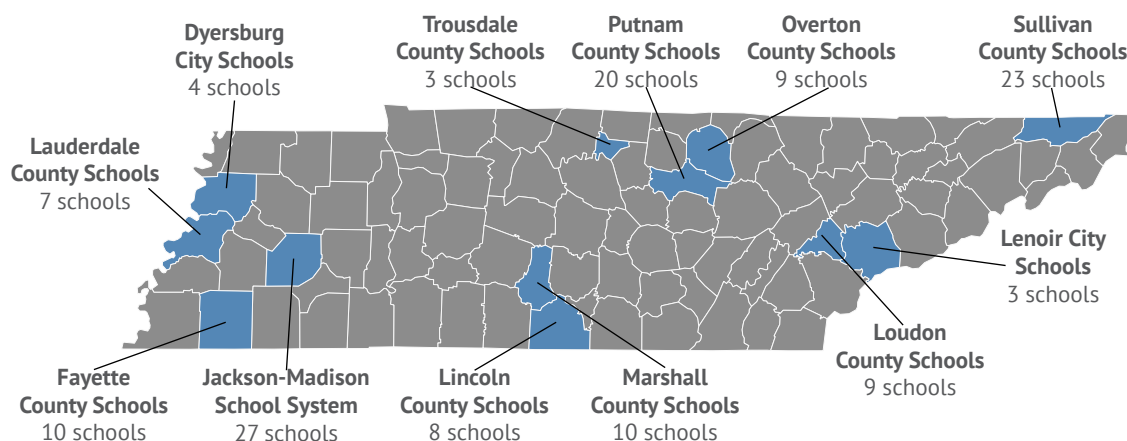 Dyersburg
City Schools
4 schools
Trousdale
County Schools
3 schools
Putnam
County Schools
20 schools
Overton
County Schools
9 schools
Sullivan
County Schools
23 schools
Lauderdale
County Schools
7 schools
Lenoir City
Schools
3 schools
Loudon
County Schools
9 schools
Fayette
County Schools
10 schools
Jackson-Madison
School System
27 schools
Lincoln
County Schools
8 schools
Marshall
County Schools
10 schools